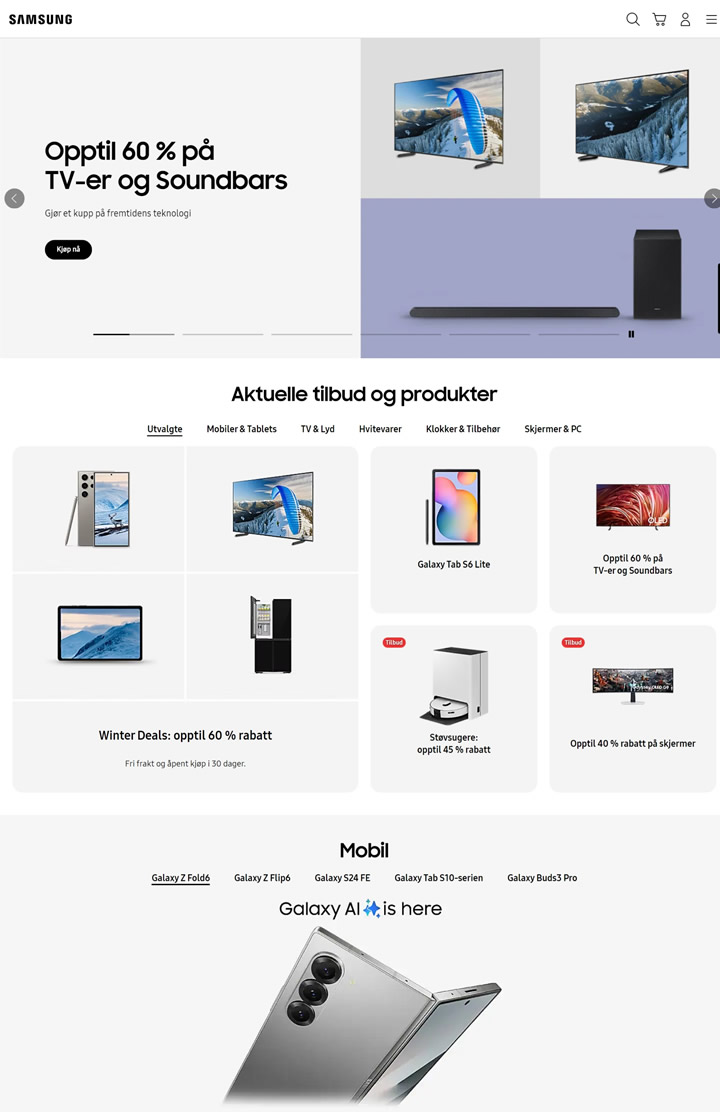 SAMSUNG
Opptil 60 % på
TV-er og Soundbars
Gjør et kupp på fremtidens teknologi
Kjøp nå
Aktuelle tilbud og produkter
Utvalgte Mobiler & Tablets TV & Lyd Hvitevarer Klokker & Tilbehør Skjermer & PC
Winter Deals: opptil 60 % rabatt
Fri frakt og åpent kjøp i 30 dager.
Galaxy Tab S6 Lite
OLED
Opptil 60 % på
TV-er og Soundbars
Tilbud
Støvsugere:
opptil 45 % rabatt
Tilbud
Opptil 40 % rabatt på skjermer
Mobil
Galaxy Z Fold6 Galaxy Z Flip6 Galaxy S24 FE Galaxy Tab S10-serien Galaxy Buds3 Pro
Galaxy AI is here